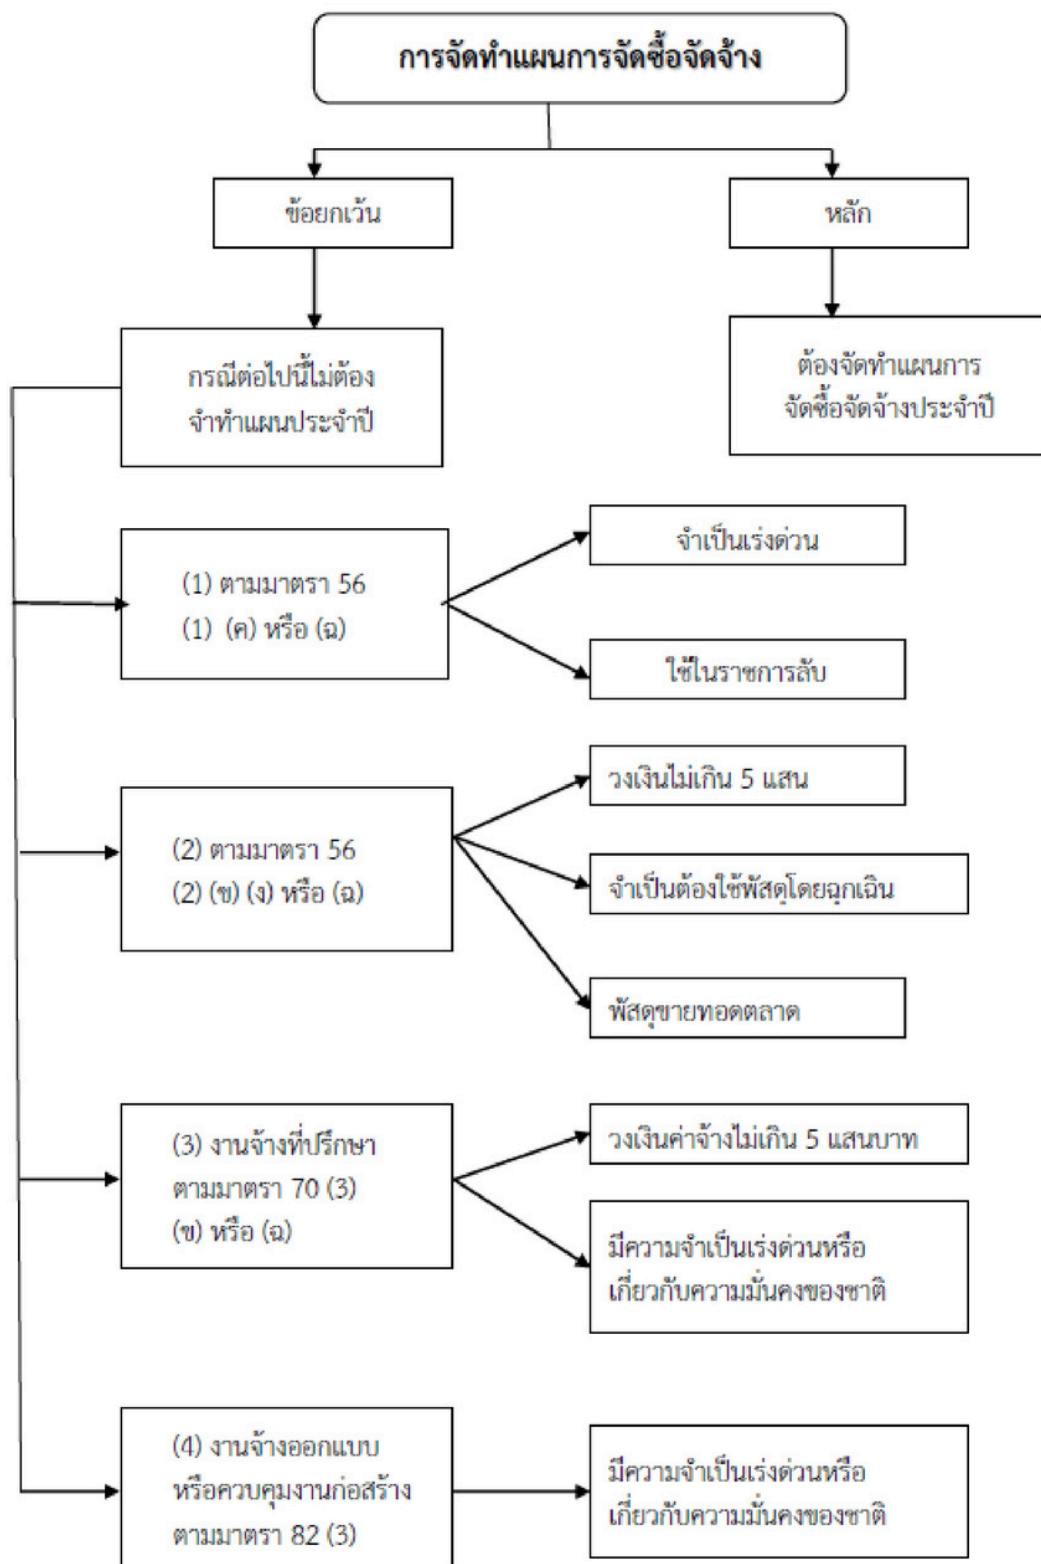 การจัดทำแผนการจัดซื้อจัดจ้าง
ข้อยกเว้น
หลัก
กรณีต่อไปนี้ไม่ต้อง
จำทำแผนประจำปี
ต้องจัดทำแผนการ
จัดซื้อจัดจ้างประจำปี
(1) ตามมาตรา 56
(1) (ค) หรือ (ฉ)
จำเป็นเร่งด่วน
ใช้ในราชการลับ
(2) ตามมาตรา 56
(2) (ข) (ง) หรือ (ฉ)
วงเงินไม่เกิน 5 แสน
จำเป็นต้องใช้พัสดุโดยฉุกเฉิน
พัสดุขายทอดตลาด
(3) งานจ้างที่ปรึกษา
ตามมาตรา 70 (3)
(ข) หรือ (ฉ)
วงเงินค่าจ้างไม่เกิน 5 แสนบาท
มีความจำเป็นเร่งด่วนหรือ
เกี่ยวกับความมั่นคงของชาติ
(4) งานจ้างออกแบบ
หรือควบคุมงานก่อสร้าง
ตามมาตรา 82 (3)
มีความจำเป็นเร่งด่วนหรือ
เกี่ยวกับความมั่นคงของชาติ